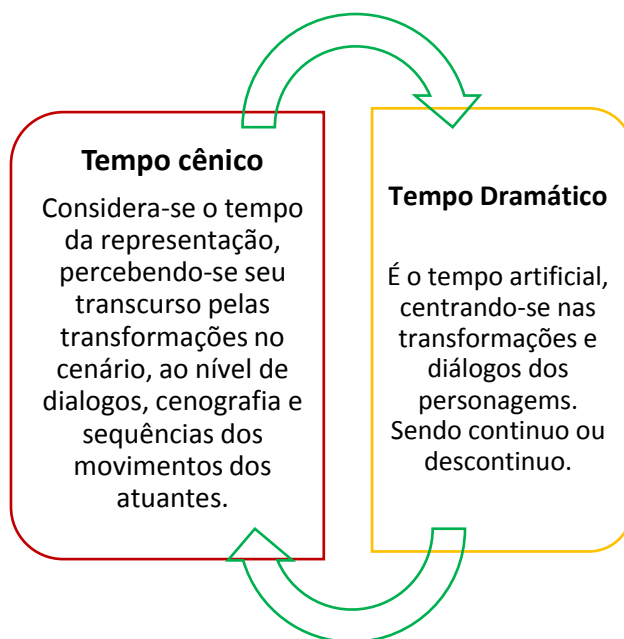 Tempo cênico
Considera-se o tempo
da representação,
percebendo-se seu
transcurso pelas
transformações no
cenário, ao nível de
dialogos, cenografia e
sequências dos
movimentos dos
atuantes.
Tempo Dramático
É o tempo artificial,
centrando-se nas
transformações e
diálogos dos
personagems.
Sendo continuo ou
descontinuo.